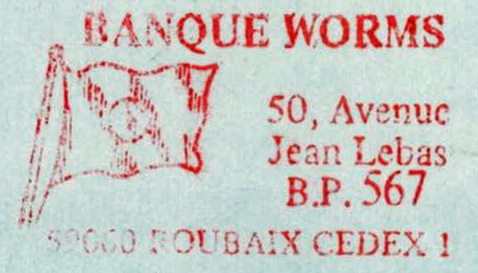 BANQUE WORMS
50, Avenue
Jean Lebas
B.P. 567
ROUBAIX CEDEX 1